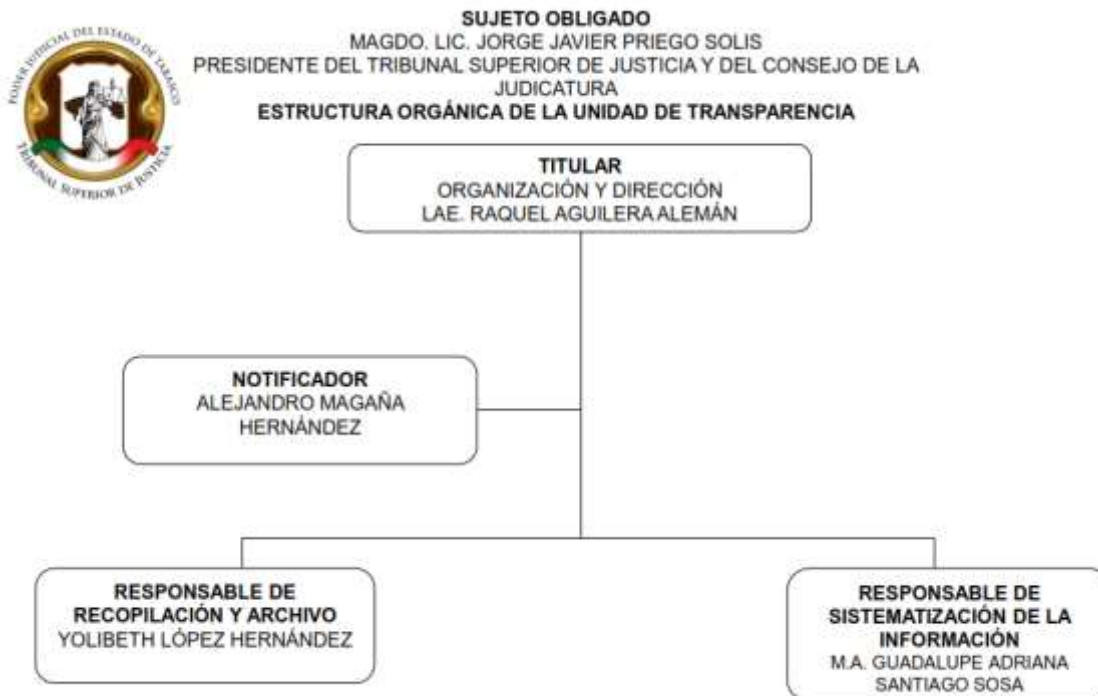 PODER JUDICIAL DEL ESTADO DE TABASCO
TRIBUNAL SUPERIOR DE JUSTICIA
SUJETO OBLIGADO
MAGDO. LIC. JORGE JAVIER PRIEGO SOLIS
PRESIDENTE DEL TRIBUNAL SUPERIOR DE JUSTICIA Y DEL CONSEJO DE LA
JUDICATURA
ESTRUCTURA ORGÁNICA DE LA UNIDAD DE TRANSPARENCIA
TITULAR
ORGANIZACIÓN Y DIRECCIÓN
LAE. RAQUEL AGUILERA ALEMÁN
NOTIFICADOR
ALEJANDRO MAGAÑA
HERNÁNDEZ
RESPONSABLE DE
RECOPILACIÓN Y ARCHIVO
YOLIBETH LÓPEZ HERNÁNDEZ
RESPONSABLE DE
SISTEMATIZACIÓN DE LA
INFORMACIÓN
M.A. GUADALUPE ADRIANA
SANTIAGO SOSA